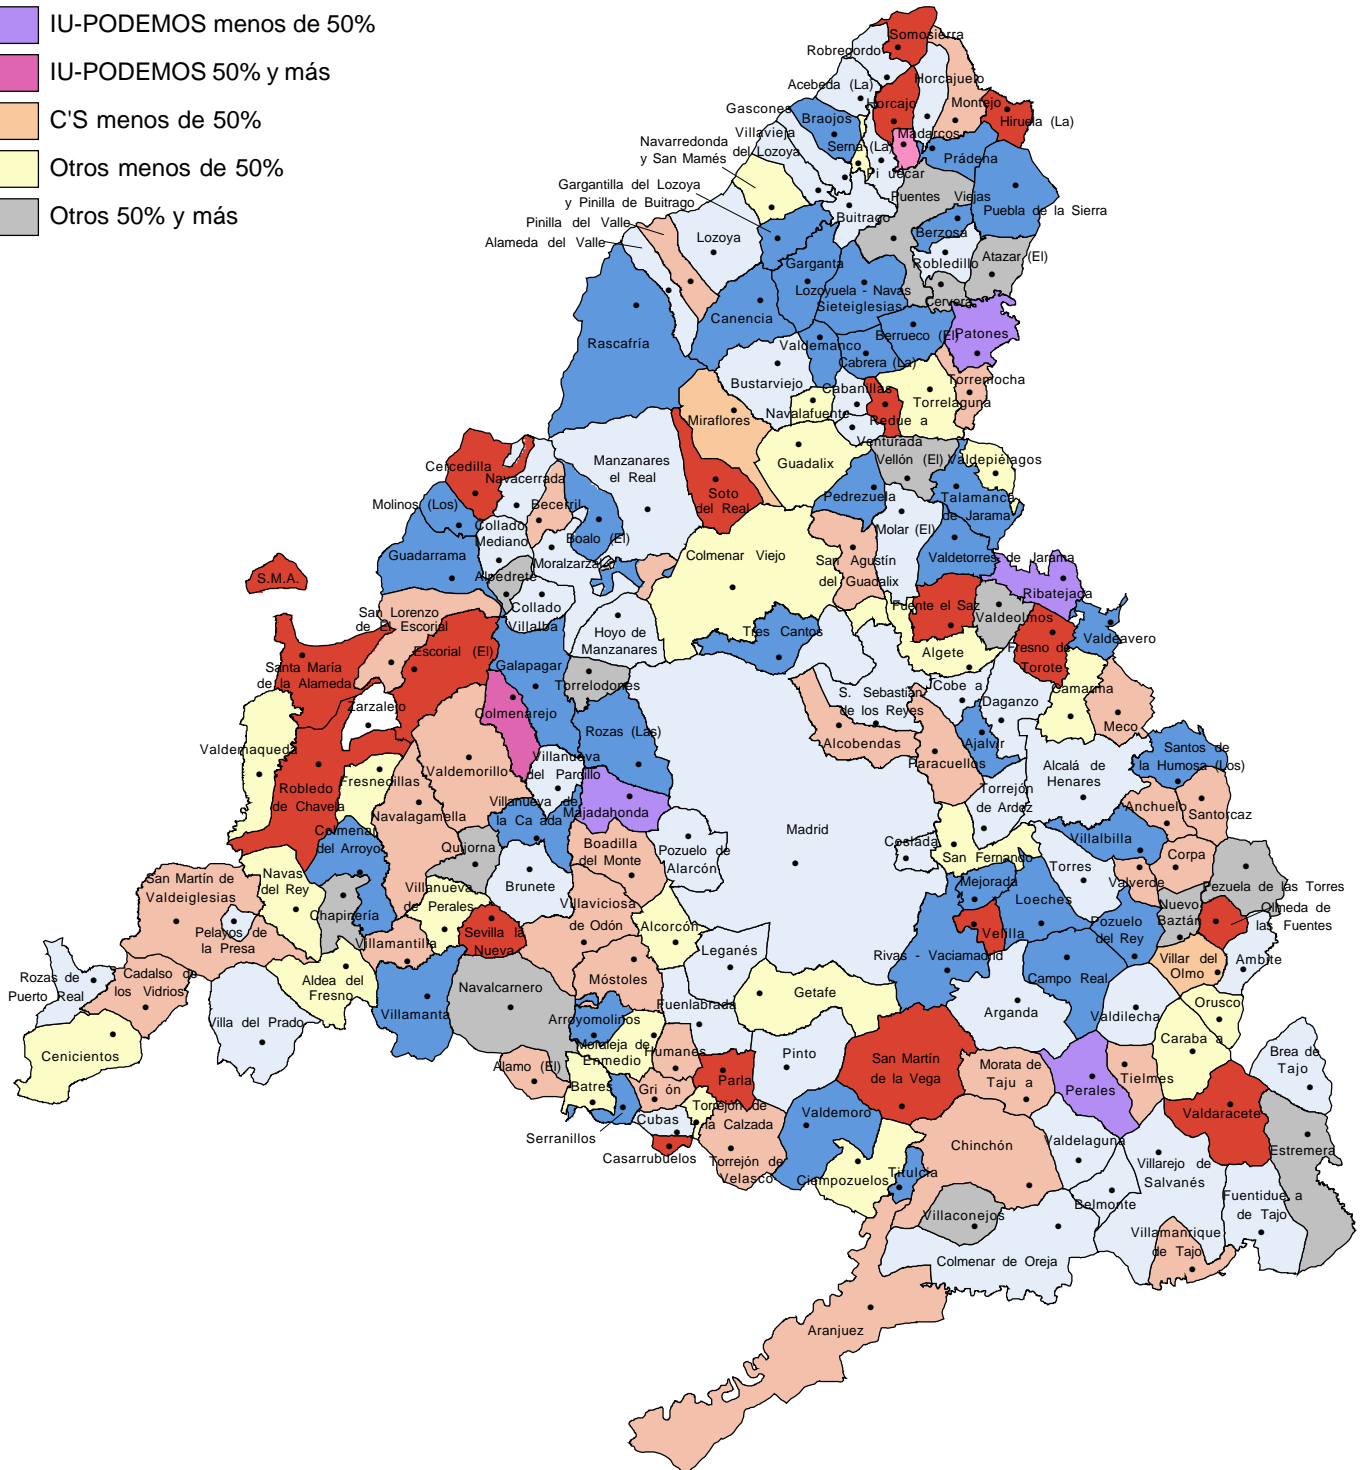 IU-PODEMOS menos de 50%
IU-PODEMOS 50% y más
C'S menos de 50%
Otros menos de 50%
Otros 50% y más
Somosierra
Robregordo
Horcajuelo
Acebeda (La)
Horcajo
Montejo
Gascones
Braojos
Hiruela (La)
Villavieja
Madarcos
Navarredonda
y San Mamés
del Lozoya
Serna (La)
Prádena
Pi uecar
Gargantilla del Lozoya
y Pinilla de Buitrago
Puentes Viejas
Puebla de la Sierra
Buitrago
Pinilla del Valle
Alameda del Valle
Lozoya
Berzosa
Garganta
Robledillo
Atazar (El)
Lozoyuela - Navas
Sieteiglesias
Cervera
Canencia
Rascafría
Valdemanco
Berrueco (El)
Patones
Cabrera (La)
Bustarviejo
Cabanillas
Torremocha
Torrelaguna
Miraflores
Navalafuente
Redue a
Venturada
Vellón (El)
Valdepiélagos
Guadalix
Manzanares
el Real
Cercedilla
Navacerrada
Soto
del Real
Pedrezuela
Talamanca
de Jarama
Molinos (Los)
Becerril
Collado
Mediano
Boalo (El)
Molar (El)
Guadarrama
Moralzarzal
Colmenar Viejo
San Agustín
del Guadalix
Valdetorres de Jarama
S.M.A.
Alpedrete
Ribatejada
Collado
Villalba
Fuente el Saz
Valdeolmos
San Lorenzo
de El Escorial
Hoyo de
Manzanares
Tres Cantos
Valdeavero
Escorial (El)
Galapagar
Algete
Fresno de
Torote
Santa María
de la Alameda
Torrelodones
Cobe a
Camarma
Zarzalejo
Colmenarejo
S. Sebastián
de los Reyes
Daganzo
Meco
Rozas (Las)
Alcobendas
Ajalvir
Valdemaqueda
Valdemorillo
Villanueva
del Pardillo
Paracuellos
Alcalá de
Henares
Santos de
la Humosa (Los)
Fresnedillas
Robledo
de Chavela
Villanueva de
la Ca ada
Majadahonda
Torrejón
de Ardoz
Anchuelo
Santorcaz
Navalagamella
Madrid
Colmenar
del Arroyo
Quijorna
Boadilla
del Monte
Pozuelo de
Alarcón
Coslada
San Fernando
Villalbilla
Corpa
Navas
del Rey
Brunete
Torres
Valverde
San Martín de
Valdeiglesias
Villanueva
de Perales
Villaviciosa
de Odón
Mejorada
Loeches
Nuevo
Baztán
Pezuela de las Torres
Chapinería
Alcorcón
Olmeda de
las Fuentes
Pelayos de
la Presa
Villamantilla
Sevilla la
Nueva
Velilla
Pozuelo
del Rey
Leganés
Rivas - Vaciamadrid
Villar del
Olmo
Ambite
Rozas de
Puerto Real
Cadalso de
los Vidrios
Aldea del
Fresno
Móstoles
Campo Real
Navalcarnero
Getafe
Orusco
Villa del Prado
Villamanta
Fuenlabrada
Arganda
Valdilecha
Arroyomolinos
Caraba a
Cenicientos
Moraleja de
Enmedio
Humanes
Pinto
San Martín
de la Vega
Morata de
Taju a
Brea de
Tajo
Alamo (El)
Parla
Perales
Tielmes
Batres
Gri ón
Valdaracete
Serranillos
Cubas
Torrejón de
la Calzada
Valdemoro
Chinchón
Valdelaguna
Casarrubuelos
Torrejón de
Velasco
Ciempozuelos
Titulcia
Villarejo de
Salvanés
Estremera
Villaconejos
Belmonte
Fuentidue a
de Tajo
Villamanrique
de Tajo
Colmenar de Oreja
Aranjuez